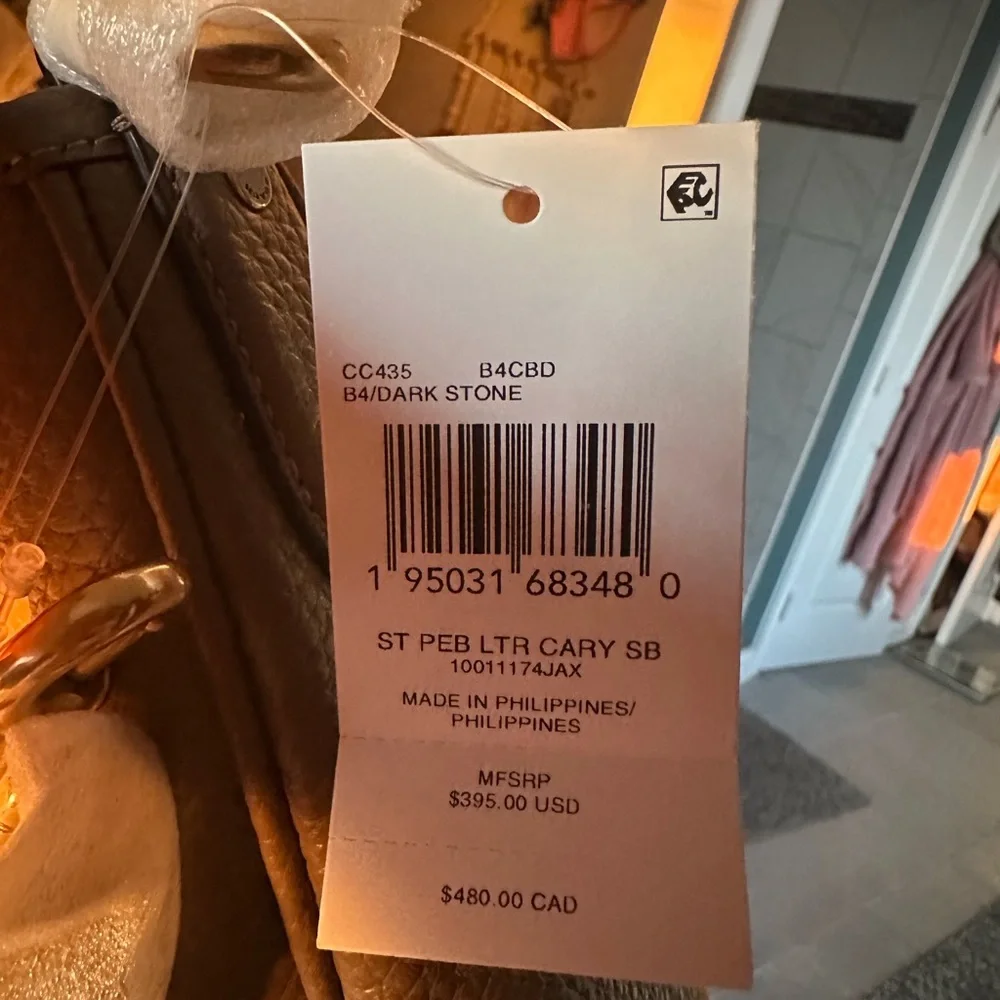 CC435 B4CBD
B4/DARK STONE
1 95031 68348 0
ST PEB LTR CARY SB
10011174JAX
MADE IN PHILIPPINES/
PHILIPPINES
MFSRP
$395.00 USD
$480.00 CAD